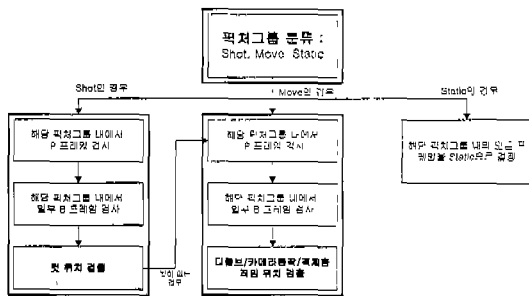 픽처그룹 분류 :
Shot, Move, Static
Shot인 경우
Move인 경우
Static인 경우
해당 픽처그룹 내에서
P 프레임 검사
해당 픽처그룹 내에서
일부 B 프레임 검사
컷 위치 검출
경우
해당 픽처그룹 내에서
P 프레임 검사
해당 픽처그룹 내에서
일부 B 프레임 검사
디졸브/카메라동작/객체움
직임 위치 검출
해당 픽처그룹 내의 모든 프
레임을 Static으로 결정